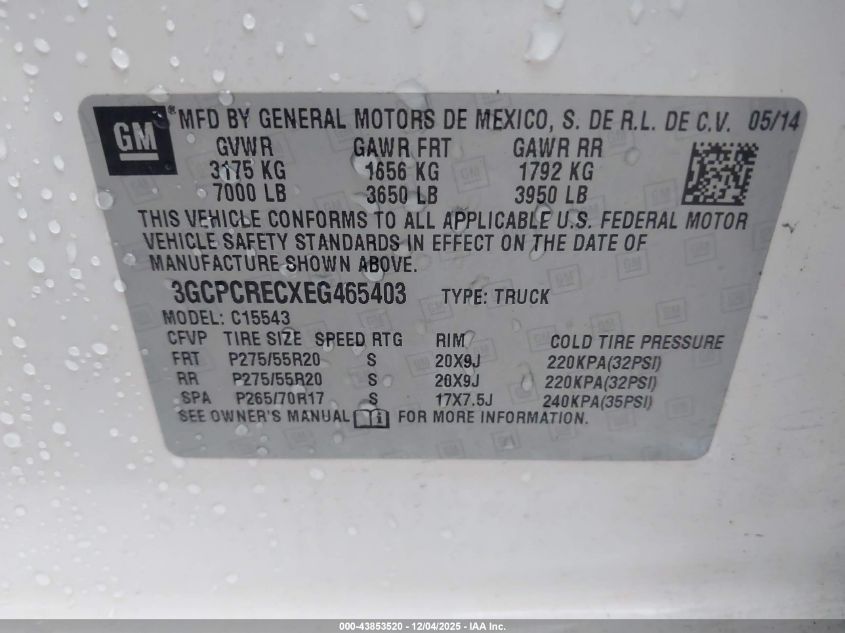 GM ® MFD BY GENERAL MOTORS DE MEXICO, S. DE R.L. DE C.V. 05/14
GVWR GAWR FRT GAWR RR
3175 KG 1656 KG 1792 KG
7000 LB 3650 LB 3950 LB
THIS VEHICLE CONFORMS TO ALL APPLICABLE U.S. FEDERAL MOTOR
VEHICLE SAFETY STANDARDS IN EFFECT ON THE DATE OF
MANUFACTURE SHOWN ABOVE.
3GCPCRECXEG465403 TYPE: TRUCK
MODEL: C15543
CFVP TIRE SIZE SPEED RTG RIM COLD TIRE PRESSURE
FRT P275/55R20 S 20X9J 220KPA(32PSI)
RR P275/55R20 S 20X9J 220KPA(32PSI)
SPA P265/70R17 S 17X7.5J 240KPA(35PSI)
SEE OWNER'S MANUAL FOR MORE INFORMATION.
000-43853520 - 12/04/2025 - IAA Inc.